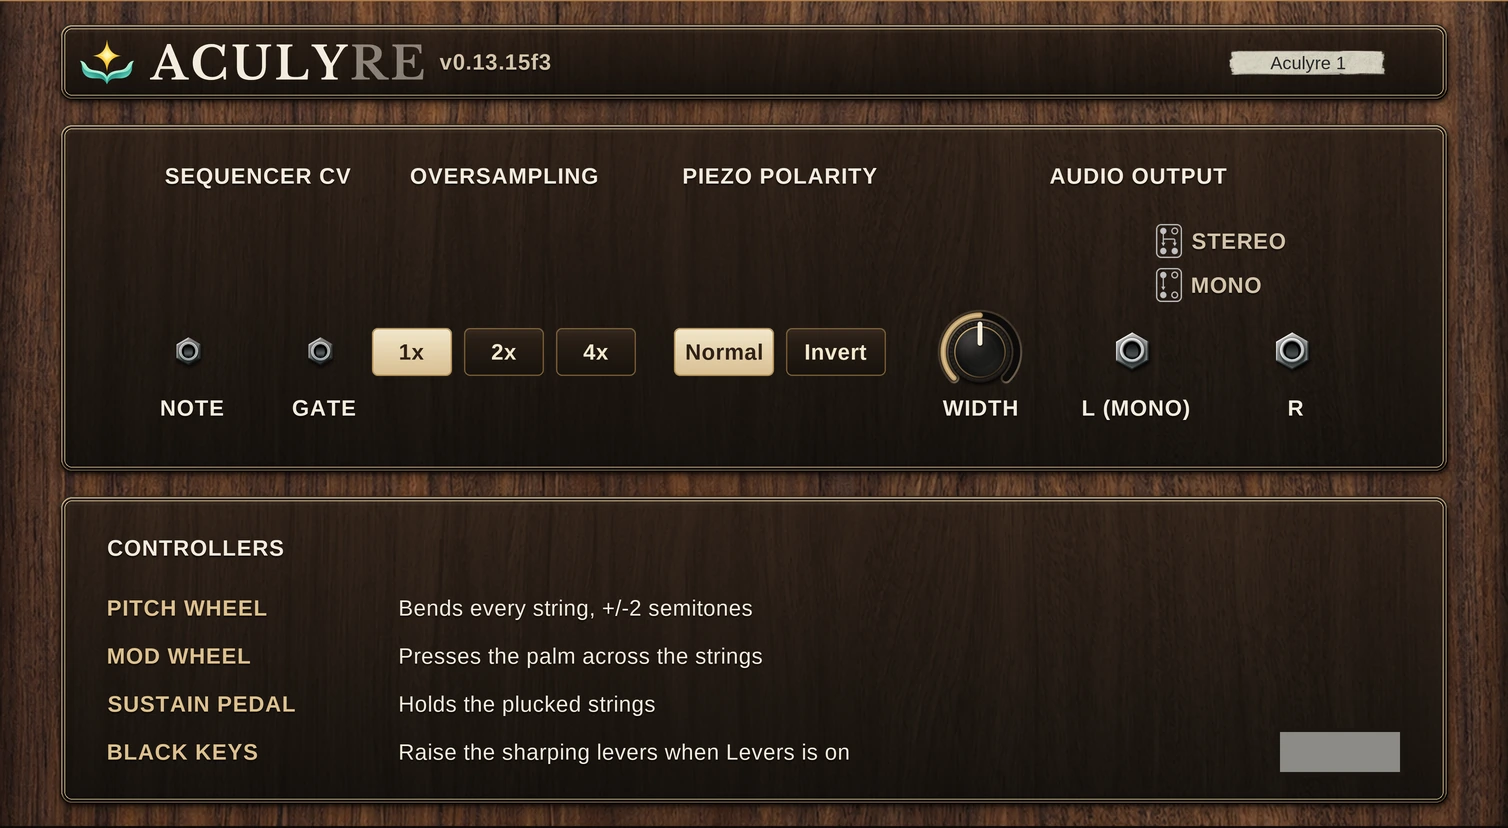 ACULYRE v0.13.15f3
Aculyre 1
SEQUENCER CV OVERSAMPLING PIEZO POLARITY AUDIO OUTPUT
STEREO
MONO
1x 2x 4x Normal Invert
NOTE GATE WIDTH L (MONO) R
CONTROLLERS
PITCH WHEEL Bends every string, +/-2 semitones
MOD WHEEL Presses the palm across the strings
SUSTAIN PEDAL Holds the plucked strings
BLACK KEYS Raise the sharping levers when Levers is on